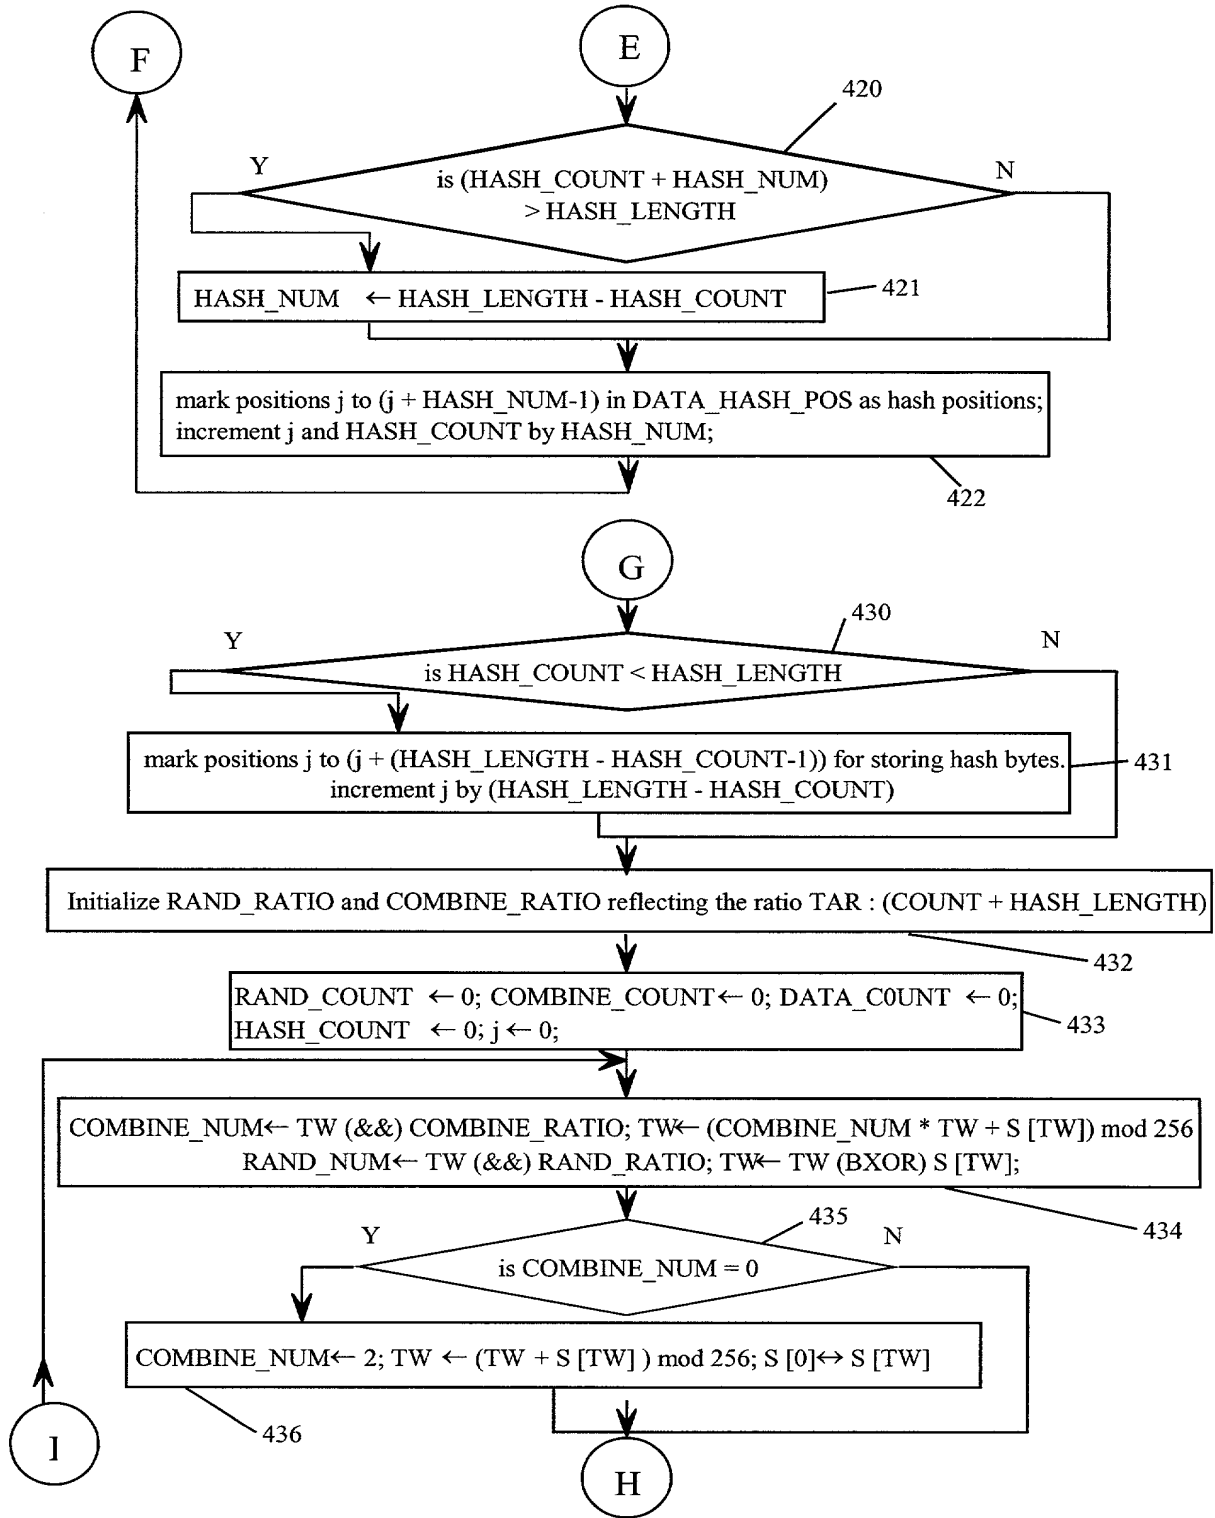 F
E
420
Y
N
is (HASH_COUNT + HASH_NUM)
> HASH_LENGTH
HASH_NUM ← HASH_LENGTH - HASH_COUNT
421
mark positions j to (j + HASH_NUM-1) in DATA_HASH_POS as hash positions;
increment j and HASH_COUNT by HASH_NUM;
422
G
430
Y
N
is HASH_COUNT < HASH_LENGTH
mark positions j to (j + (HASH_LENGTH - HASH_COUNT-1)) for storing hash bytes.
increment j by (HASH_LENGTH - HASH_COUNT)
431
Initialize RAND_RATIO and COMBINE_RATIO reflecting the ratio TAR : (COUNT + HASH_LENGTH)
432
RAND_COUNT ← 0; COMBINE_COUNT← 0; DATA_C0UNT ← 0;
HASH_COUNT ← 0; j ← 0;
433
COMBINE_NUM← TW (&&) COMBINE_RATIO; TW← (COMBINE_NUM * TW + S [TW]) mod 256
RAND_NUM← TW (&&) RAND_RATIO; TW← TW (BXOR) S [TW];
434
435
Y
N
is COMBINE_NUM = 0
COMBINE_NUM← 2; TW ← (TW + S [TW] ) mod 256; S [0]↔ S [TW]
436
I
H